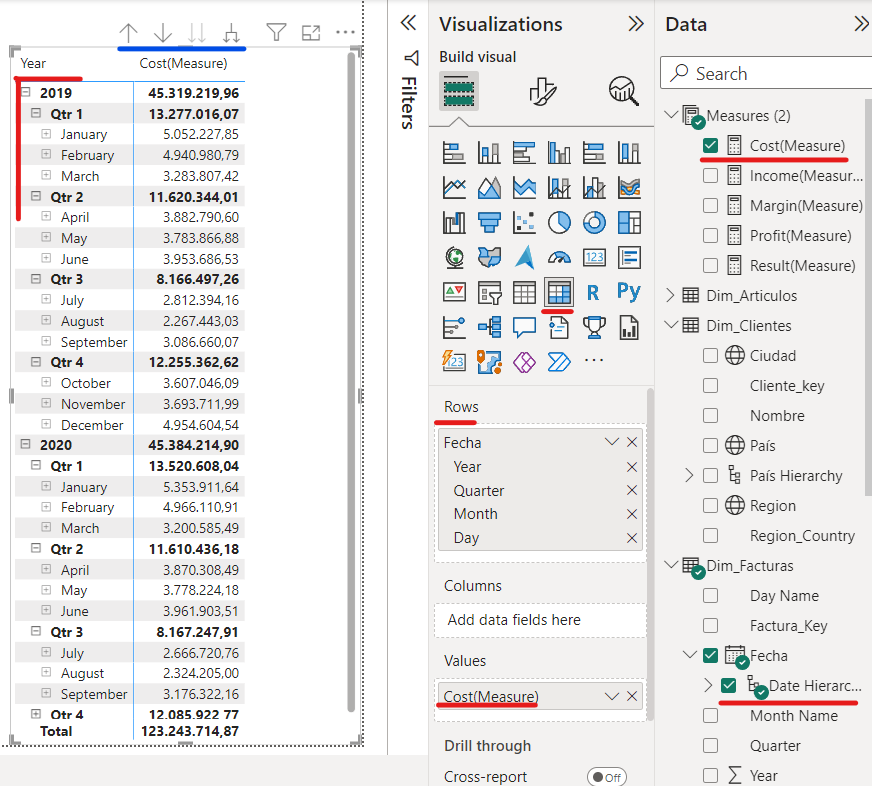 Year Cost(Measure)
2019 45.319.219,96
Qtr 1 13.277.016,07
January 5.052.227,85
February 4.940.980,79
March 3.283.807,42
Qtr 2 11.620.344,01
April 3.882.790,60
May 3.783.866,88
June 3.953.686,53
Qtr 3 8.166.497,26
July 2.812.394,16
August 2.267.443,03
September 3.086.660,07
Qtr 4 12.255.362,62
October 3.607.046,09
November 3.693.711,99
December 4.954.604,54
2020 45.384.214,90
Qtr 1 13.520.608,04
January 5.353.911,64
February 4.966.110,91
March 3.200.585,49
Qtr 2 11.610.436,18
April 3.870.308,49
May 3.778.224,18
June 3.961.903,51
Qtr 3 8.167.247,91
July 2.666.720,76
August 2.324.205,00
September 3.176.322,16
Qtr 4 12.085.922,77
Total 123.243.714,87
Filters
Visualizations
Build visual
123
R
Py
123
Rows
Fecha
Year
Quarter
Month
Day
Columns
Add data fields here
Values
Cost(Measure)
Drill through
Cross-report Off
Data
Search
Measures (2)
Cost(Measure)
Income(Measur...
Margin(Measure)
Profit(Measure)
Result(Measure)
Dim_Articulos
Dim_Clientes
Ciudad
Cliente_key
Nombre
País
País Hierarchy
Region
Region_Country
Dim_Facturas
Day Name
Factura_Key
Fecha
Date Hierarc...
Month Name
Quarter
Year